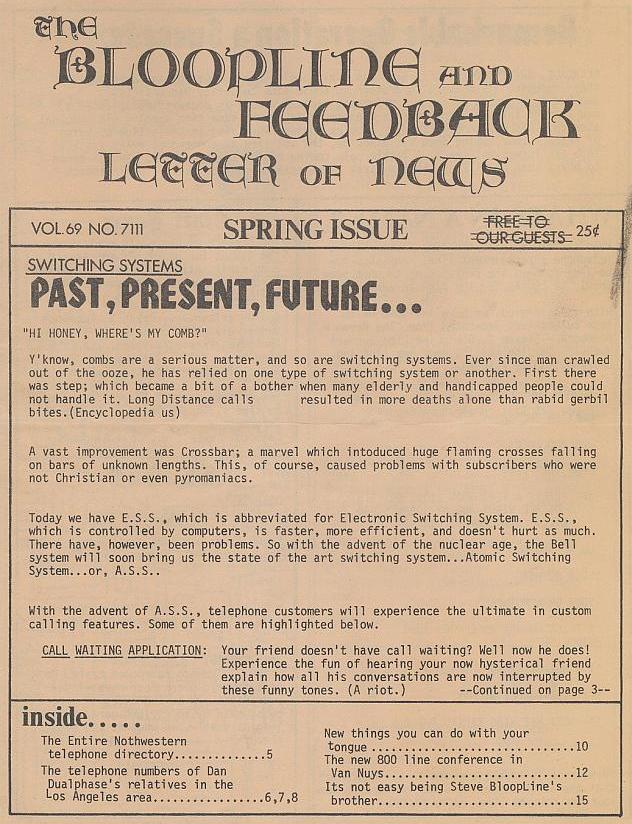 The
BLOOPLINE AND
FEEDBACK
LETTER OF NEWS
VOL.69 NO. 7111
SPRING ISSUE
FREE TO
OUR GUESTS 25¢
SWITCHING SYSTEMS
PAST, PRESENT, FUTURE...
"HI HONEY, WHERE'S MY COMB?"
Y'know, combs are a serious matter, and so are switching systems. Ever since man crawled
out of the ooze, he has relied on one type of switching system or another. First there
was step; which became a bit of a bother when many elderly and handicapped people could
not handle it. Long Distance calls resulted in more deaths alone than rabid gerbil
bites.(Encyclopedia us)
A vast improvement was Crossbar; a marvel which intoduced huge flaming crosses falling
on bars of unknown lengths. This, of course, caused problems with subscribers who were
not Christian or even pyromaniacs.
Today we have E.S.S., which is abbreviated for Electronic Switching System. E.S.S.,
which is controlled by computers, is faster, more efficient, and doesn't hurt as much.
There have, however, been problems. So with the advent of the nuclear age, the Bell
system will soon bring us the state of the art switching system...Atomic Switching
System...or, A.S.S..
With the advent of A.S.S., telephone customers will experience the ultimate in custom
calling features. Some of them are highlighted below.
CALL WAITING APPLICATION: Your friend doesn't have call waiting? Well now he does!
Experience the fun of hearing your now hysterical friend
explain how all his conversations are now interrupted by
these funny tones. (A riot.) --Continued on page 3--
inside.....
The Entire Nothwestern
telephone directory.............5
The telephone numbers of Dan
Dualphase's relatives in the
Los Angeles area................6,7,8
New things you can do with your
tongue ............................10
The new 800 line conference in
Van Nuys...........................12
Its not easy being Steve BloopLine's
brother............................15